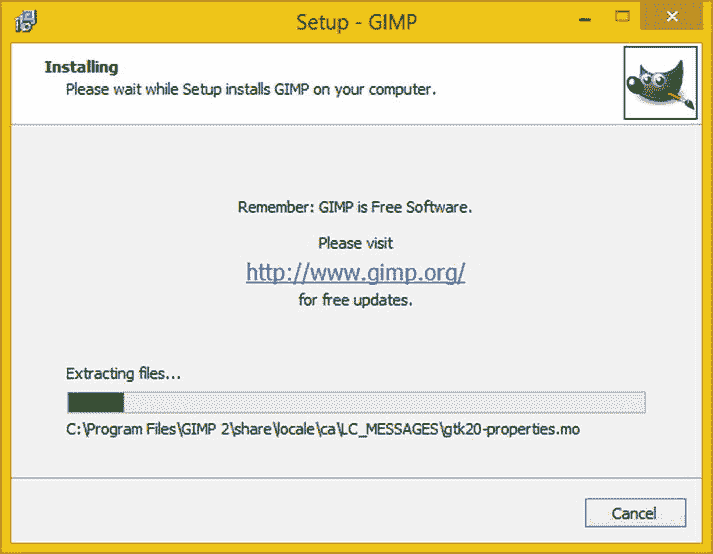 Setup - GIMP
Installing
Please wait while Setup installs GIMP on your computer.
Remember: GIMP is Free Software.
Please visit
http://www.gimp.org/
for free updates.
Extracting files...
C:\Program Files\GIMP 2\share\locale\ca\LC_MESSAGES\gtk20-properties.mo
Cancel